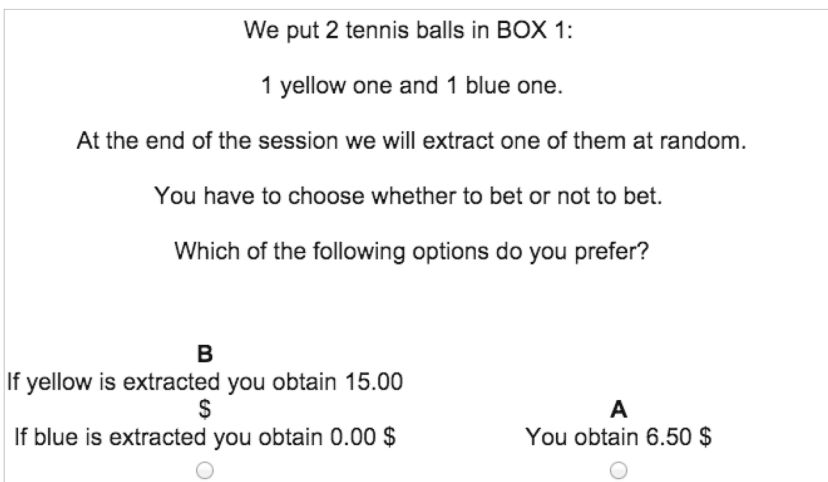 We put 2 tennis balls in BOX 1:
1 yellow one and 1 blue one.
At the end of the session we will extract one of them at random.
You have to choose whether to bet or not to bet.
Which of the following options do you prefer?
B
If yellow is extracted you obtain 15.00
$
If blue is extracted you obtain 0.00 $
A
You obtain 6.50 $